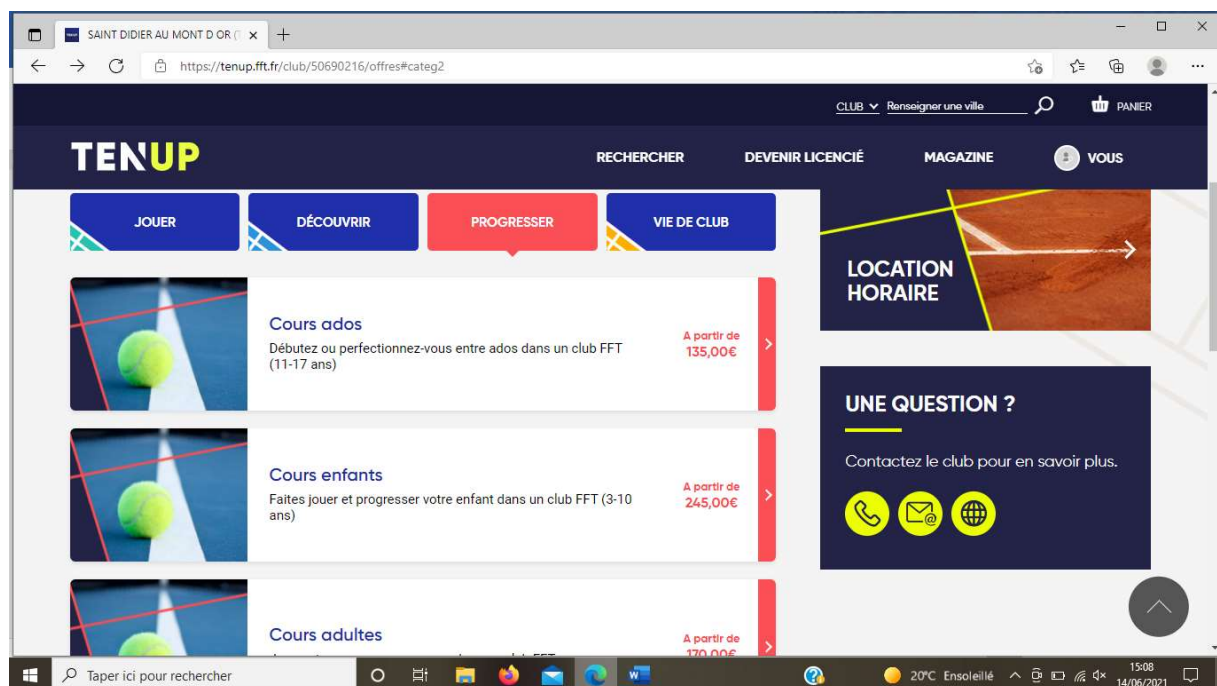 SAINT DIDIER AU MONT D OR (T
https://tenup.fft.fr/club/50690216/offres#categ2
CLUB Renseigner une ville PANIER
TENUP
RECHERCHER DEVENIR LICENCIÉ MAGAZINE VOUS
JOUER DÉCOUVRIR PROGRESSER VIE DE CLUB
LOCATION
HORAIRE
Cours ados
Débutez ou perfectionnez-vous entre ados dans un club FFT
(11-17 ans)
A partir de
135,00€
UNE QUESTION ?
Contactez le club pour en savoir plus.
Cours enfants
Faites jouer et progresser votre enfant dans un club FFT (3-10
ans)
A partir de
245,00€
Cours adultes
A partir de
170,00€
Taper ici pour rechercher
20°C Ensoleillé
15:08
14/06/2021